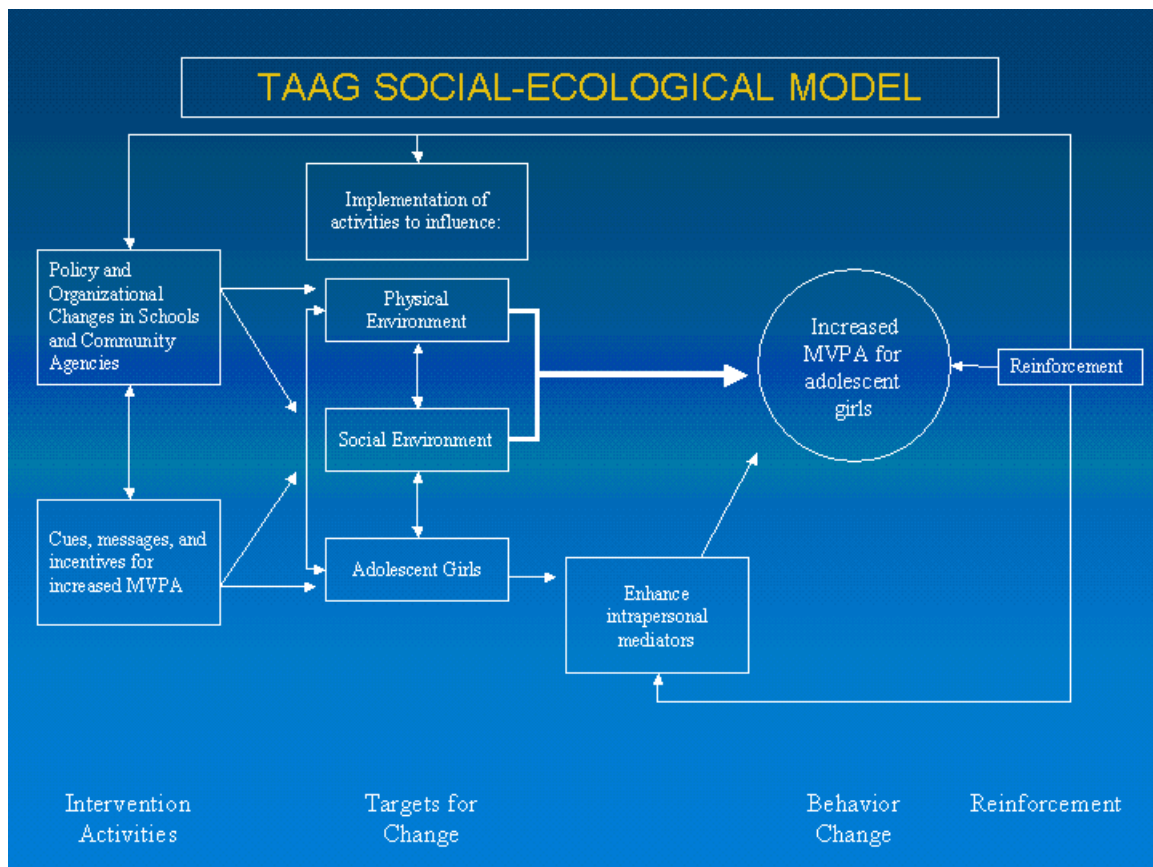 TAAG SOCIAL-ECOLOGICAL MODEL
Implementation of
activities to influence:
Policy and
Organizational
Changes in Schools
and Community
Agencies
Physical
Environment
Social Environment
Cues, messages, and
incentives for
increased MVPA
Adolescent Girls
Enhance
intrapersonal
mediators
Increased
MVPA for
adolescent
girls
Reinforcement
Intervention
Activities
Targets for
Change
Behavior
Change
Reinforcement